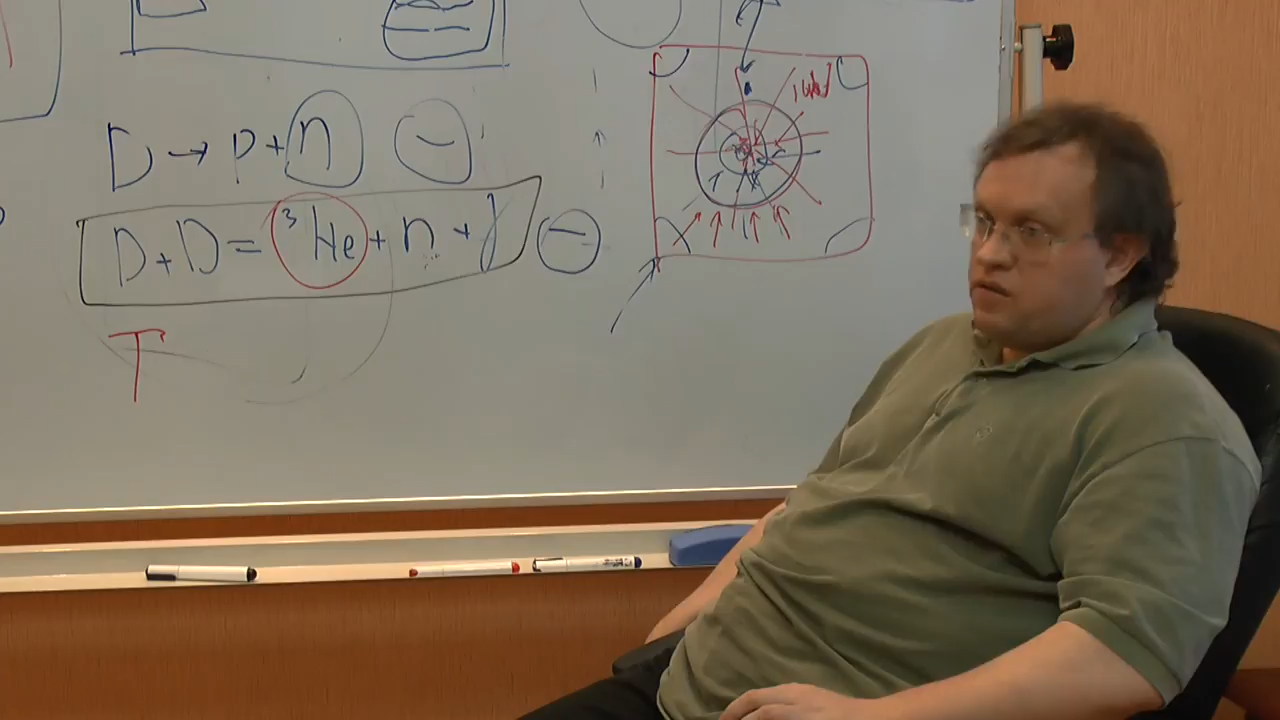 D → p + n (−)
D + D = ³He + n + γ (−)
T